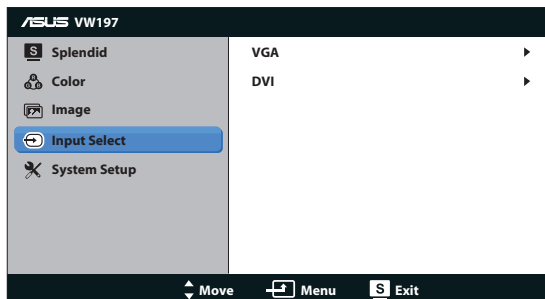 ASUS VW197
S Splendid
Color
Image
Input Select
System Setup
VGA
DVI
Move Menu S Exit